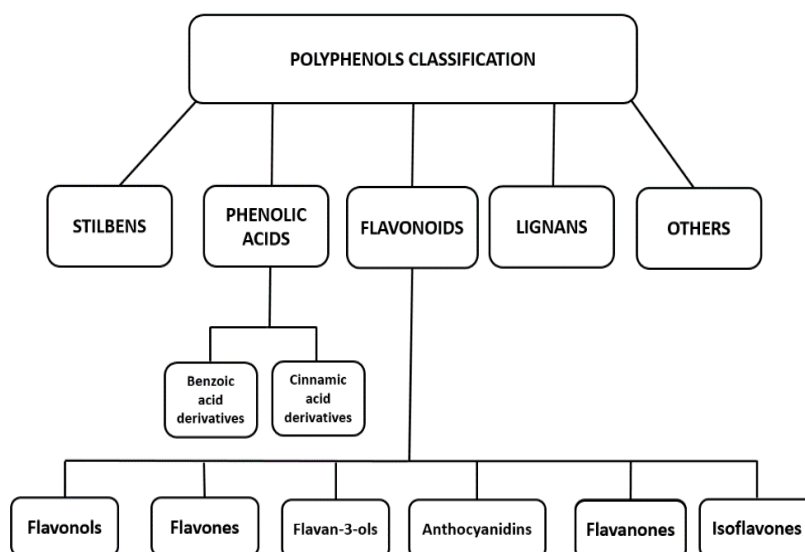 POLYPHENOLS CLASSIFICATION
STILBENS
PHENOLIC
ACIDS
FLAVONOIDS
LIGNANS
OTHERS
Benzoic
acid
derivatives
Cinnamic
acid
derivatives
Flavonols
Flavones
Flavan-3-ols
Anthocyanidins
Flavanones
Isoflavones